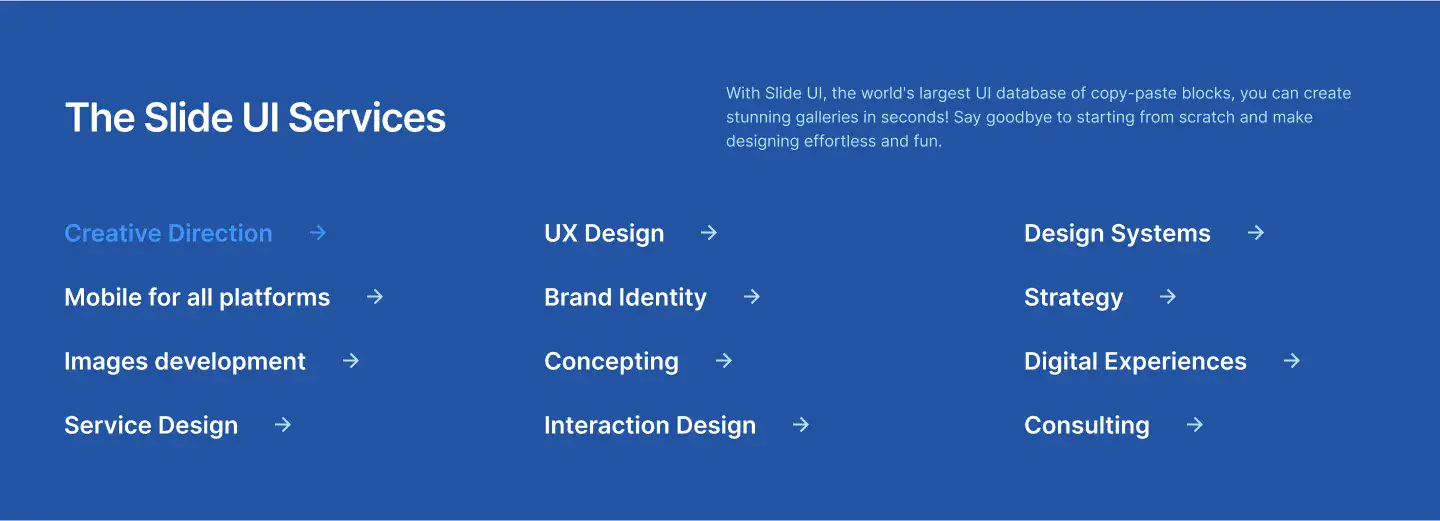 The Slide UI Services
With Slide UI, the world's largest UI database of copy-paste blocks, you can create
stunning galleries in seconds! Say goodbye to starting from scratch and make
designing effortless and fun.
Creative Direction →
UX Design →
Design Systems →
Mobile for all platforms →
Brand Identity →
Strategy →
Images development →
Concepting →
Digital Experiences →
Service Design →
Interaction Design →
Consulting →